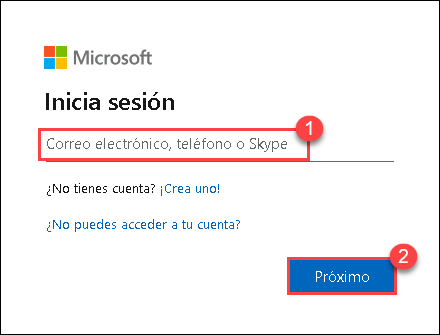 Microsoft
Inicia sesión
1
Correo electrónico, teléfono o Skype
¿No tienes cuenta? ¡Crea uno!
¿No puedes acceder a tu cuenta?
2
Próximo